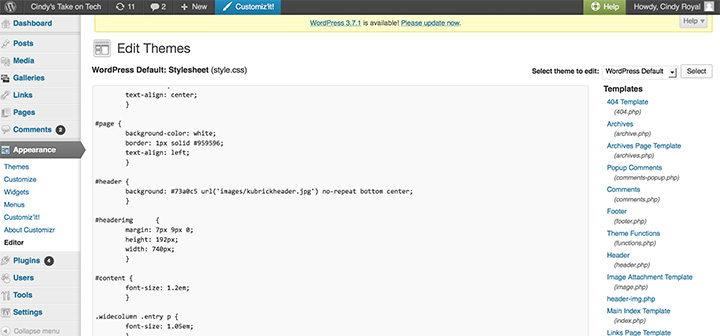 Cindy's Take on Tech
11
2
+ New
Customiz'It!
Help
Howdy, Cindy Royal
Dashboard
Posts
Media
Galleries
Links
Pages
Comments 2
Appearance
Themes
Customize
Widgets
Menus
Customiz'it!
About Customizr
Editor
Plugins 4
Users
Tools
Settings
Collapse menu
WordPress 3.7.1 is available! Please update now.
Help
Edit Themes
WordPress Default: Stylesheet (style.css)
Select theme to edit: WordPress Default Select
text-align: center;
}
#page {
background-color: white;
border: 1px solid #959596;
text-align: left;
}
#header {
background: #73a0c5 url('images/kubrickheader.jpg') no-repeat bottom center;
}
#headerimg {
margin: 7px 9px 0;
height: 192px;
width: 740px;
}
#content {
font-size: 1.2em;
}
.widecolumn .entry p {
font-size: 1.05em;
}
Templates
404 Template
(404.php)
Archives
(archive.php)
Archives Page Template
(archives.php)
Popup Comments
(comments-popup.php)
Comments
(comments.php)
Footer
(footer.php)
Theme Functions
(functions.php)
Header
(header.php)
Image Attachment Template
(image.php)
header-img.php
Main Index Template
(index.php)
Links Page Template